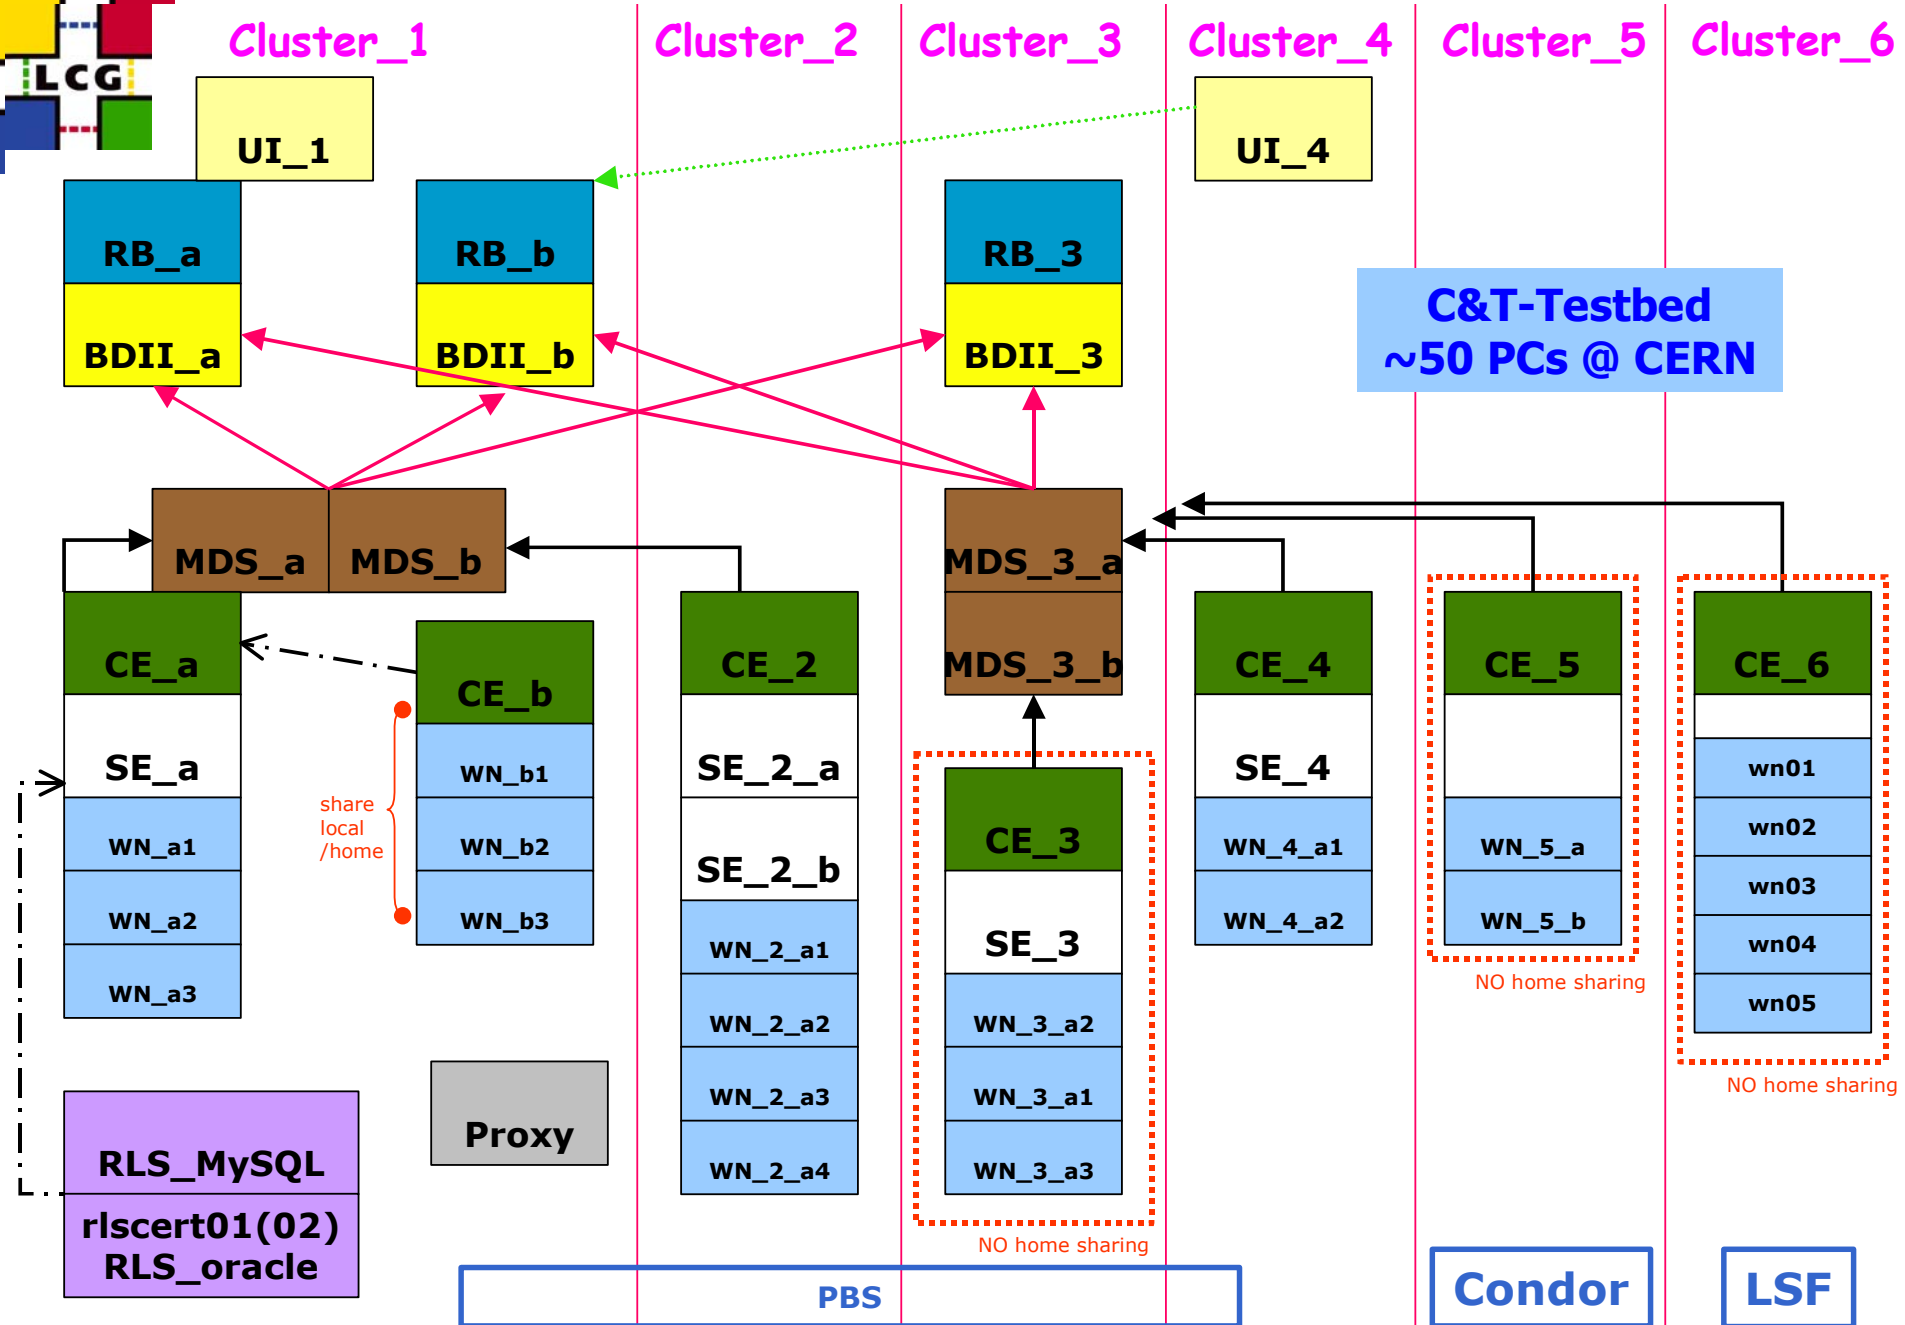 LCG
Cluster_1
Cluster_2
Cluster_3
Cluster_4
Cluster_5
Cluster_6
UI_1
UI_4
RB_a
RB_b
RB_3
BDII_a
BDII_b
BDII_3
C&T-Testbed
~50 PCs @ CERN
MDS_a
MDS_b
MDS_3_a
MDS_3_b
CE_a
SE_a
WN_a1
WN_a2
WN_a3
CE_b
WN_b1
WN_b2
WN_b3
share
local
/home
CE_2
SE_2_a
SE_2_b
WN_2_a1
WN_2_a2
WN_2_a3
WN_2_a4
CE_3
SE_3
WN_3_a2
WN_3_a1
WN_3_a3
NO home sharing
CE_4
SE_4
WN_4_a1
WN_4_a2
CE_5
WN_5_a
WN_5_b
NO home sharing
CE_6
wn01
wn02
wn03
wn04
wn05
NO home sharing
Proxy
RLS_MySQL
rlscert01(02)
RLS_oracle
PBS
Condor
LSF